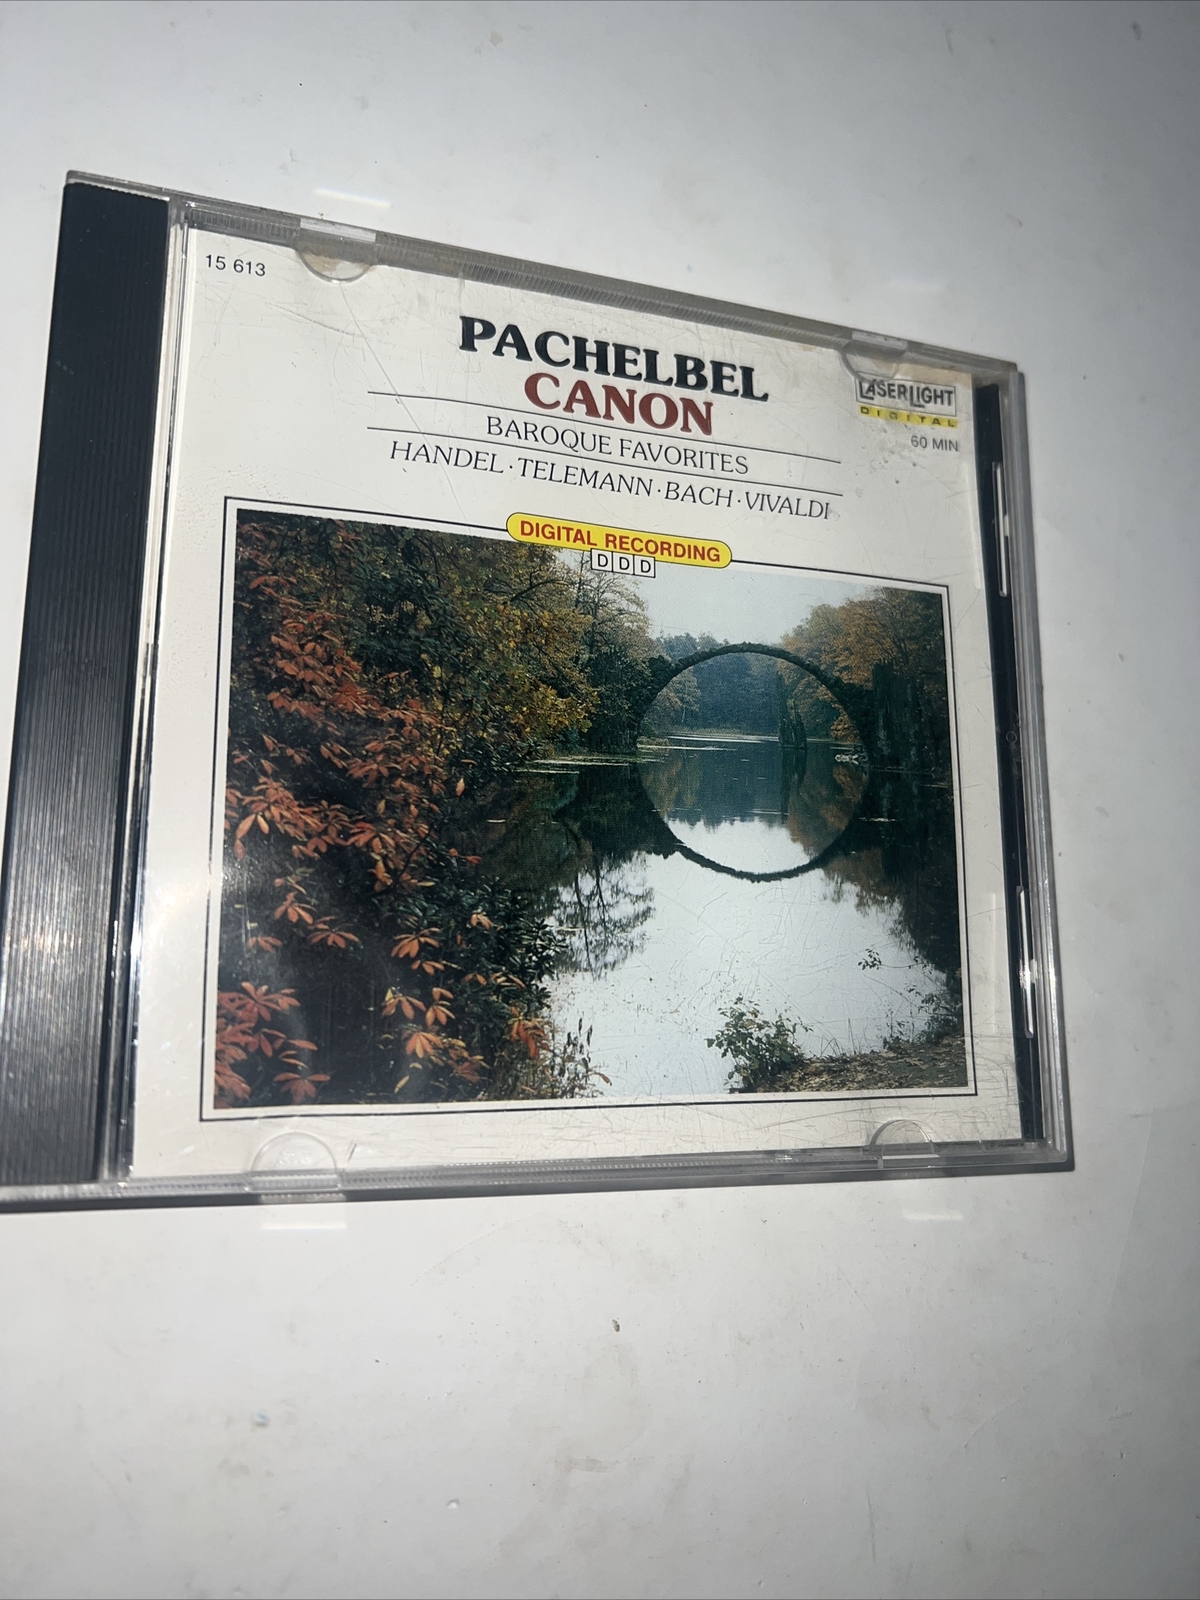 15 613
PACHELBEL
CANON
LASERLIGHT
DIGITAL
60 MIN
BAROQUE FAVORITES
HANDEL · TELEMANN · BACH · VIVALDI
DIGITAL RECORDING
DDD